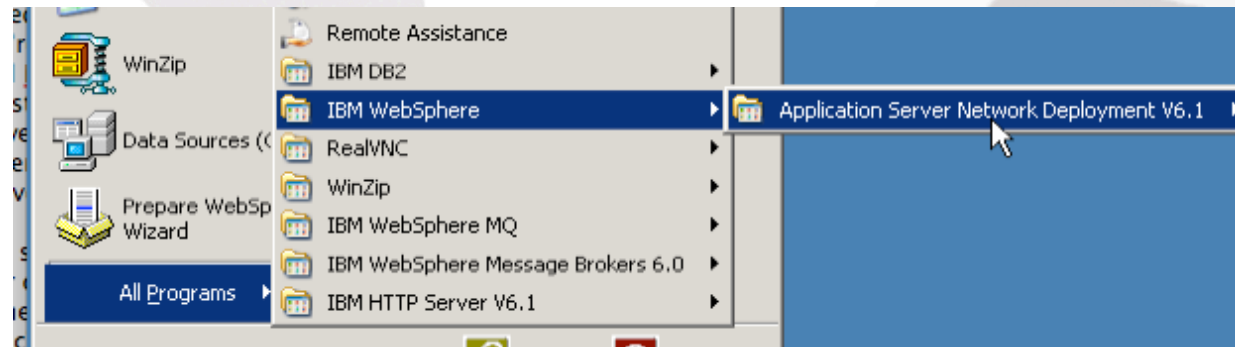 WinZip
Data Sources (
Prepare WebSp
Wizard
All Programs
Remote Assistance
IBM DB2
IBM WebSphere
RealVNC
WinZip
IBM WebSphere MQ
IBM WebSphere Message Brokers 6.0
IBM HTTP Server V6.1
Application Server Network Deployment V6.1